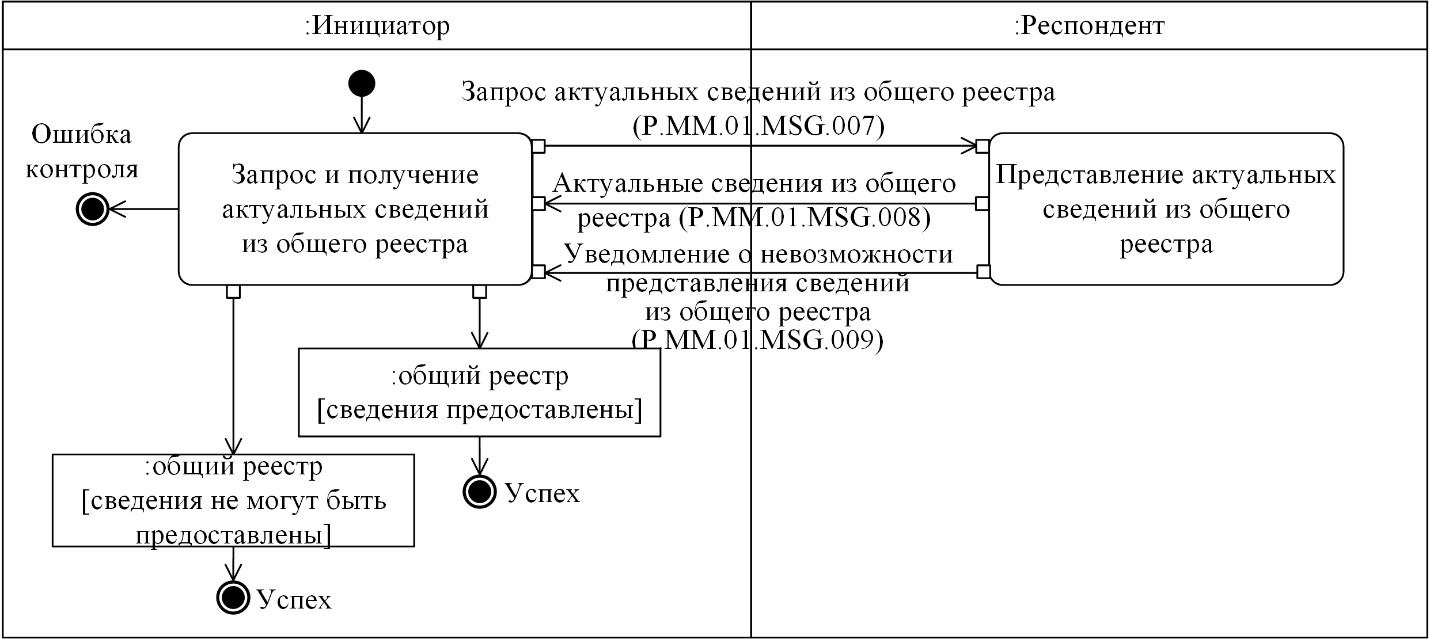 :Инициатор
:Респондент
Запрос актуальных сведений из общего реестра
(P.MM.01.MSG.007)
Ошибка
контроля
Запрос и получение
актуальных сведений
из общего реестра
Актуальные сведения из общего
реестра (P.MM.01.MSG.008)
Представление актуальных
сведений из общего
реестра
Уведомление о невозможности
представления сведений
из общего реестра
(P.MM.01.MSG.009)
:общий реестр
[сведения предоставлены]
Успех
:общий реестр
[сведения не могут быть
предоставлены]
Успех